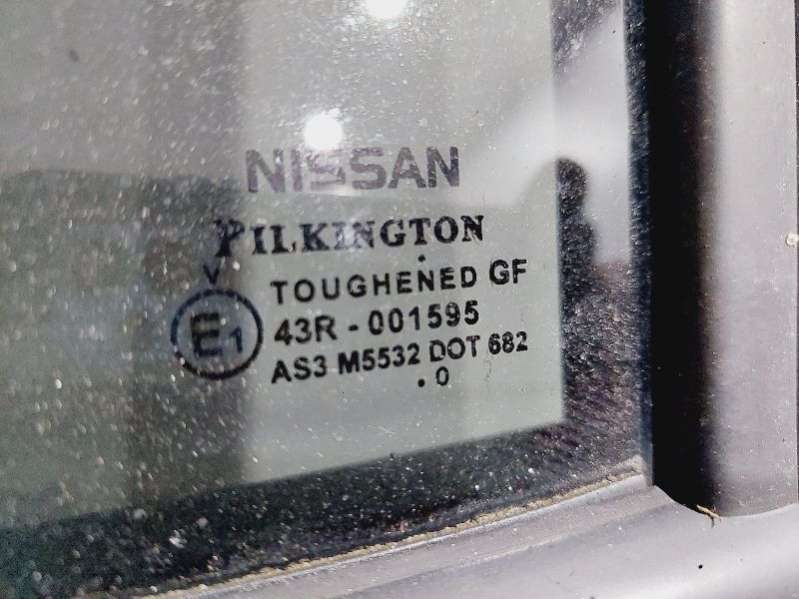 NISSAN
PILKINGTON
TOUGHENED GF
E1
43R - 001595
AS3 M5532 DOT 682
. 0